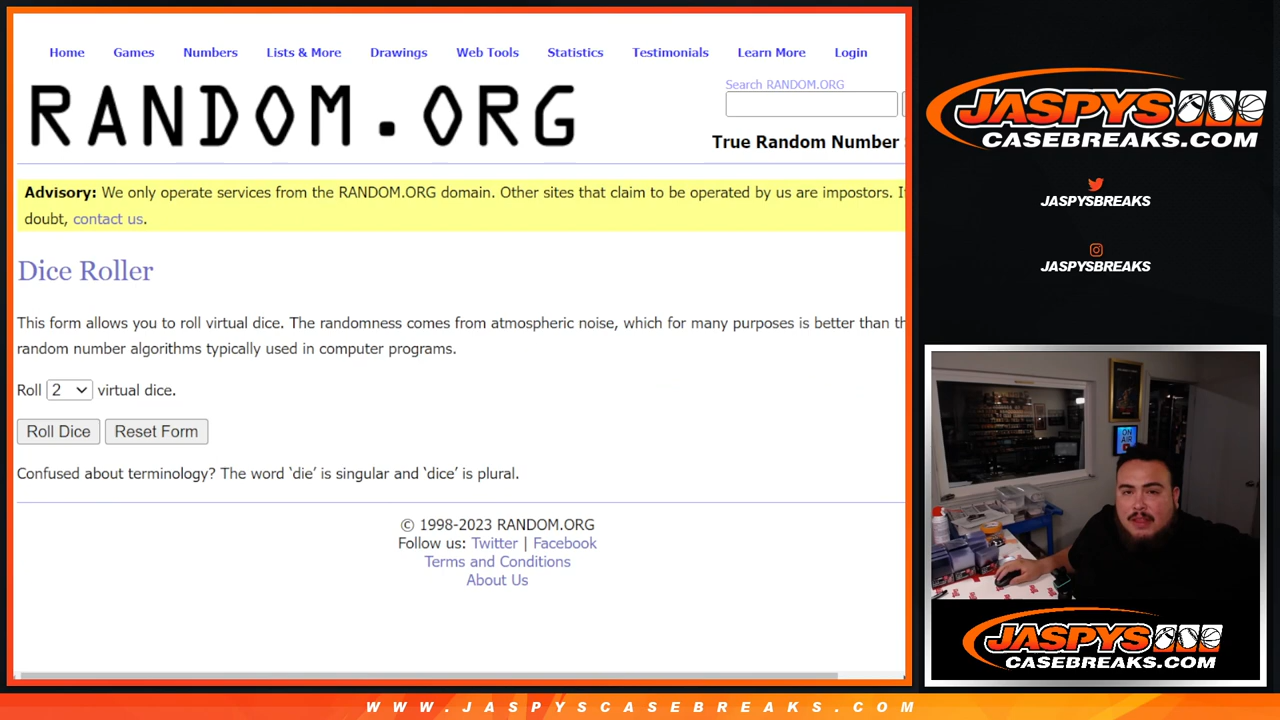 Home Games Numbers Lists & More Drawings Web Tools Statistics Testimonials Learn More Login
RANDOM.ORG
Search RANDOM.ORG
True Random Number
Advisory: We only operate services from the RANDOM.ORG domain. Other sites that claim to be operated by us are impostors. I
doubt, contact us.
Dice Roller
This form allows you to roll virtual dice. The randomness comes from atmospheric noise, which for many purposes is better than th
random number algorithms typically used in computer programs.
Roll 2 virtual dice.
Roll Dice Reset Form
Confused about terminology? The word ‘die’ is singular and ‘dice’ is plural.
© 1998-2023 RANDOM.ORG
Follow us: Twitter | Facebook
Terms and Conditions
About Us
JASPYS
CASEBREAKS.COM
JASPYSBREAKS
JASPYSBREAKS
ON
AIR
JASPYS
CASEBREAKS.COM
WWW.JASPYSCASEBREAKS.COM